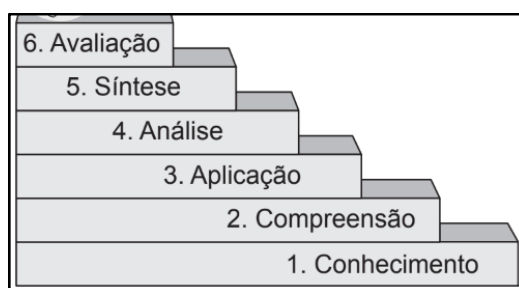 6. Avaliação
5. Síntese
4. Análise
3. Aplicação
2. Compreensão
1. Conhecimento